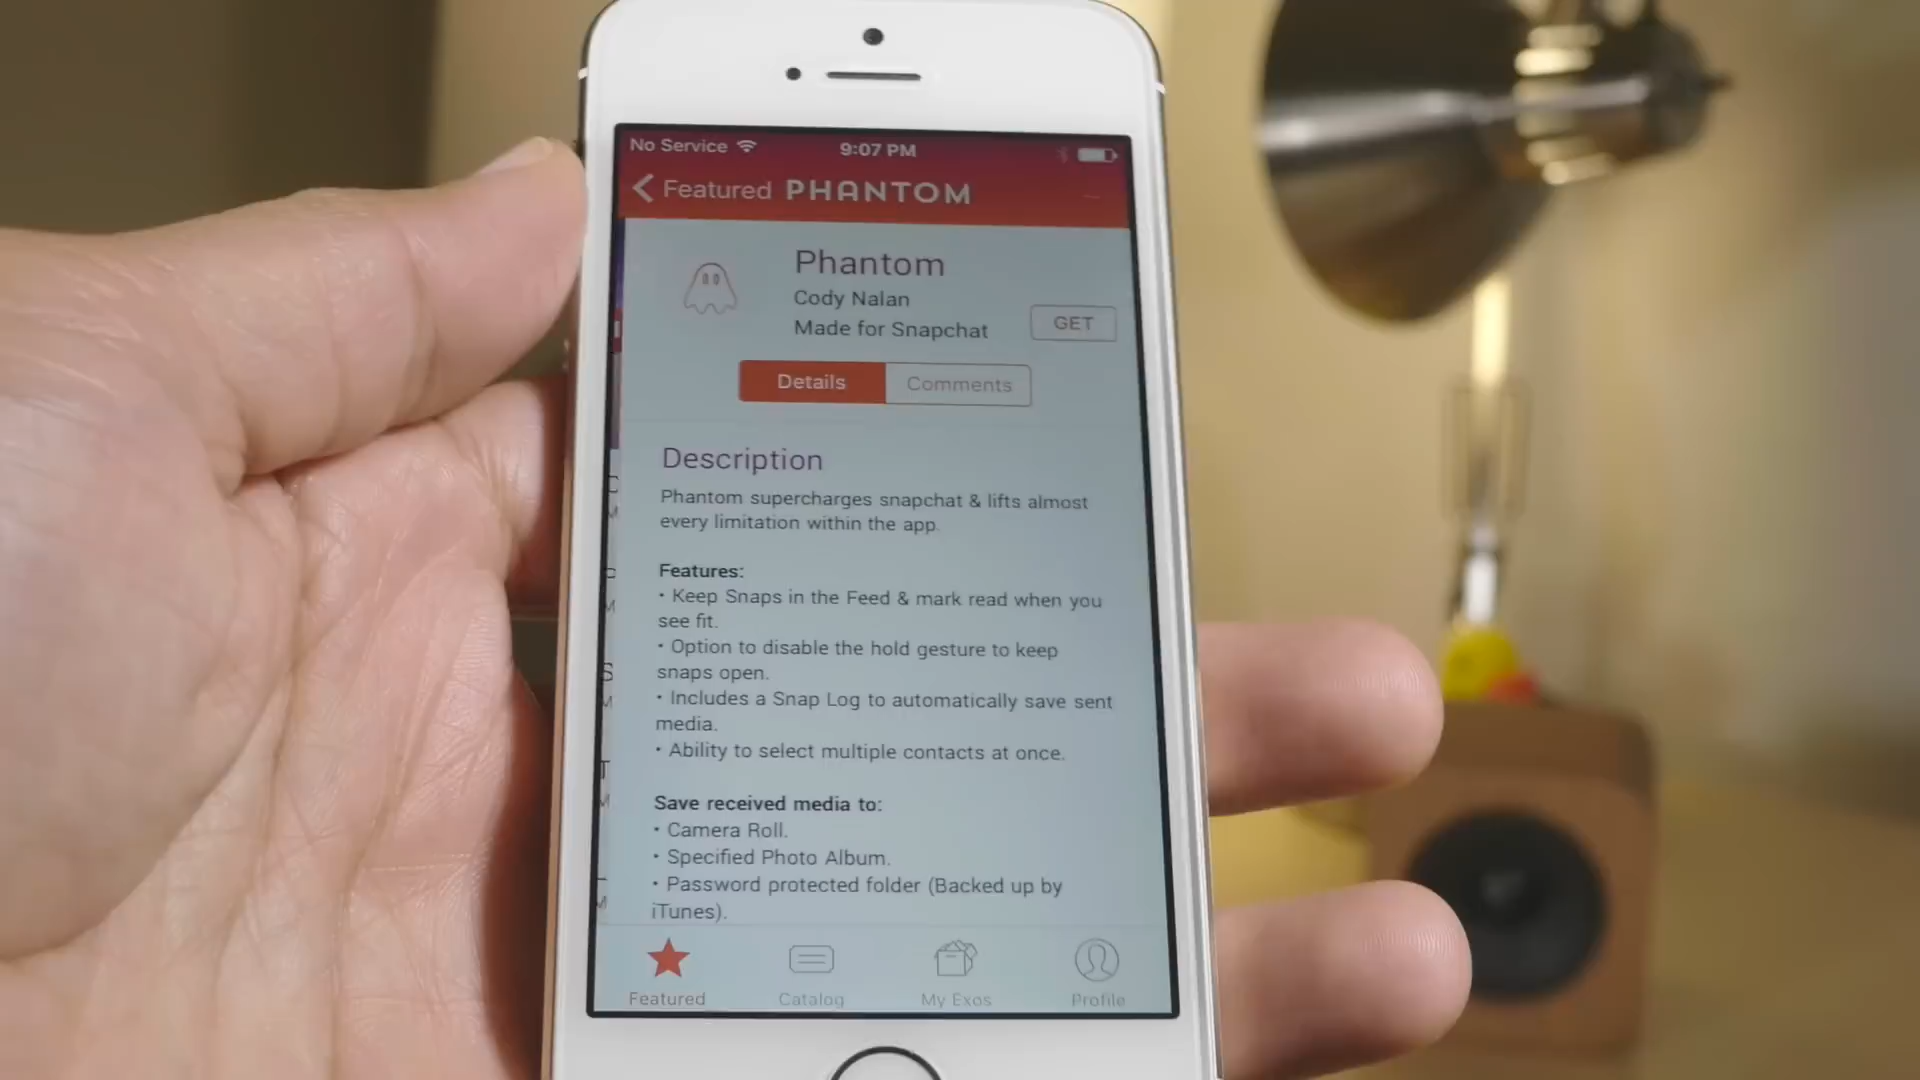 No Service 9:07 PM
Featured PHANTOM
Phantom
Cody Nalan
Made for Snapchat
GET
Details Comments
Description
Phantom supercharges snapchat & lifts almost
every limitation within the app.
Features:
• Keep Snaps in the Feed & mark read when you
see fit.
• Option to disable the hold gesture to keep
snaps open.
• Includes a Snap Log to automatically save sent
media.
• Ability to select multiple contacts at once.
Save received media to:
• Camera Roll.
• Specified Photo Album.
• Password protected folder (Backed up by
iTunes).
Featured Catalog My Exos Profile